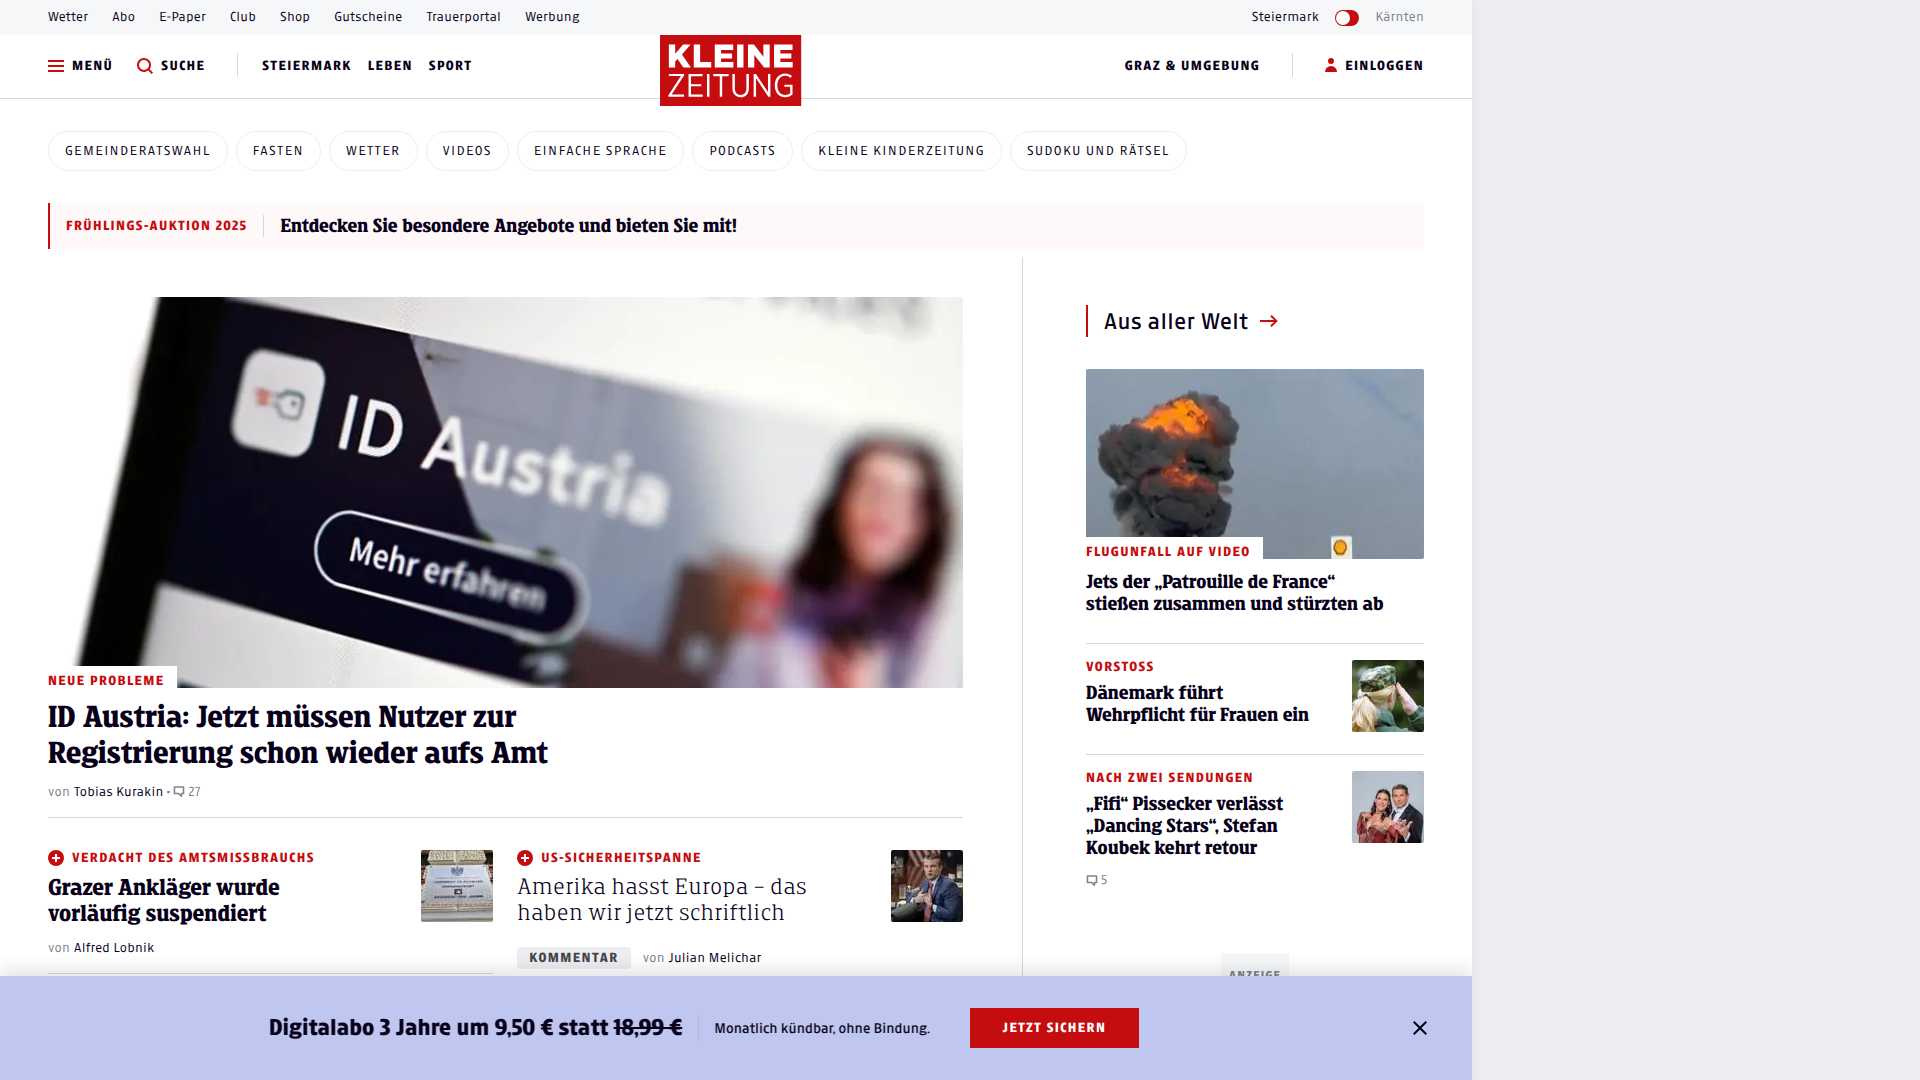 Wetter Abo E-Paper Club Shop Gutscheine Trauerportal Werbung Steiermark Kärnten
MENÜ SUCHE STEIERMARK LEBEN SPORT KLEINE ZEITUNG GRAZ & UMGEBUNG EINLOGGEN
GEMEINDERATSWAHL FASTEN WETTER VIDEOS EINFACHE SPRACHE PODCASTS KLEINE KINDERZEITUNG SUDOKU UND RÄTSEL
FRÜHLINGS-AUKTION 2025 Entdecken Sie besondere Angebote und bieten Sie mit!
ID Austria
Mehr erfahren
NEUE PROBLEME
ID Austria: Jetzt müssen Nutzer zur
Registrierung schon wieder aufs Amt
von Tobias Kurakin • 27
VERDACHT DES AMTSMISSBRAUCHS
Grazer Ankläger wurde
vorläufig suspendiert
von Alfred Lobnik
US-SICHERHEITSPANNE
Amerika hasst Europa – das
haben wir jetzt schriftlich
KOMMENTAR von Julian Melichar
Aus aller Welt
FLUGUNFALL AUF VIDEO
Jets der „Patrouille de France“
stießen zusammen und stürzten ab
VORSTOSS
Dänemark führt
Wehrpflicht für Frauen ein
NACH ZWEI SENDUNGEN
„Fifi“ Pissecker verlässt
„Dancing Stars“, Stefan
Koubek kehrt retour
5
ANZEIGE
Digitalabo 3 Jahre um 9,50 € statt 18,99 € Monatlich kündbar, ohne Bindung. JETZT SICHERN